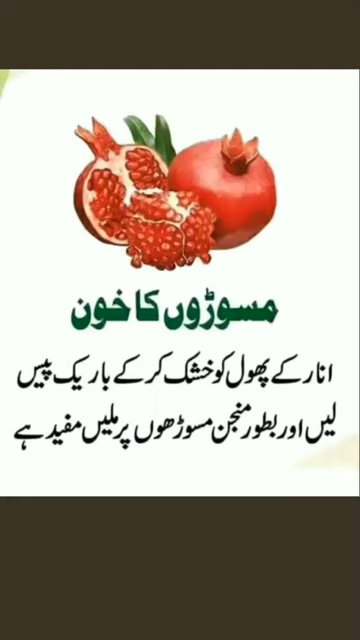 مسوڑوں کا خون
انار کے پھول کو خشک کر کے باریک پیس
لیں اور بطور منجن مسوڑھوں پر ملیں مفید ہے